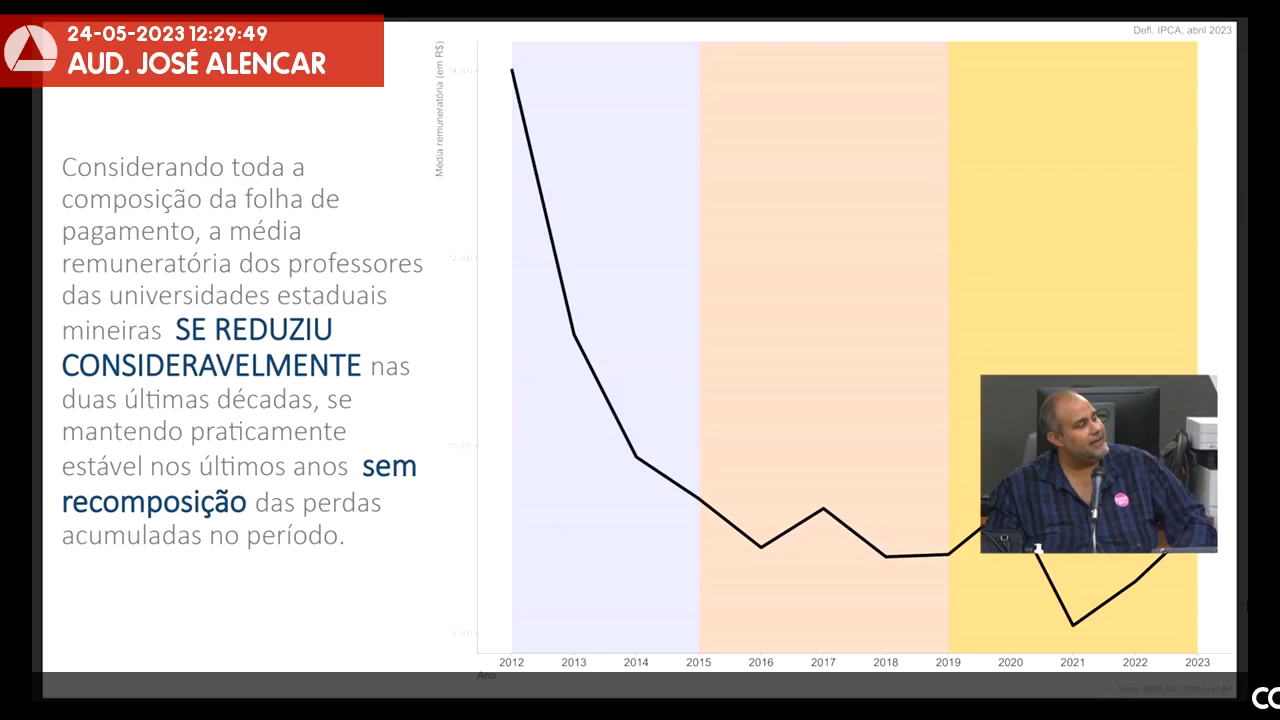 24-05-2023 12:29:49
AUD. JOSÉ ALENCAR
Defl. IPCA, abril 2023
Média remuneratória (em R$)
14.000
12.000
10.000
8.000
Considerando toda a
composição da folha de
pagamento, a média
remuneratória dos professores
das universidades estaduais
mineiras SE REDUZIU
CONSIDERAVELMENTE nas
duas últimas décadas, se
mantendo praticamente
estável nos últimos anos sem
recomposição das perdas
acumuladas no período.
2012 2013 2014 2015 2016 2017 2018 2019 2020 2021 2022 2023
Ano
CO